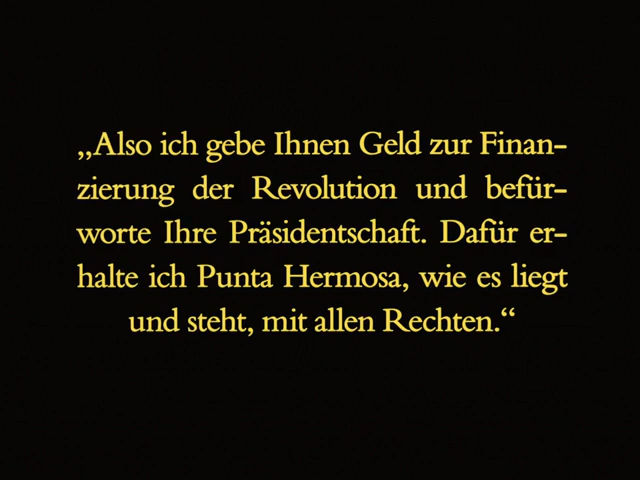 „Also ich gebe Ihnen Geld zur Finan-
zierung der Revolution und befür-
worte Ihre Präsidentschaft. Dafür er-
halte ich Punta Hermosa, wie es liegt
und steht, mit allen Rechten.“